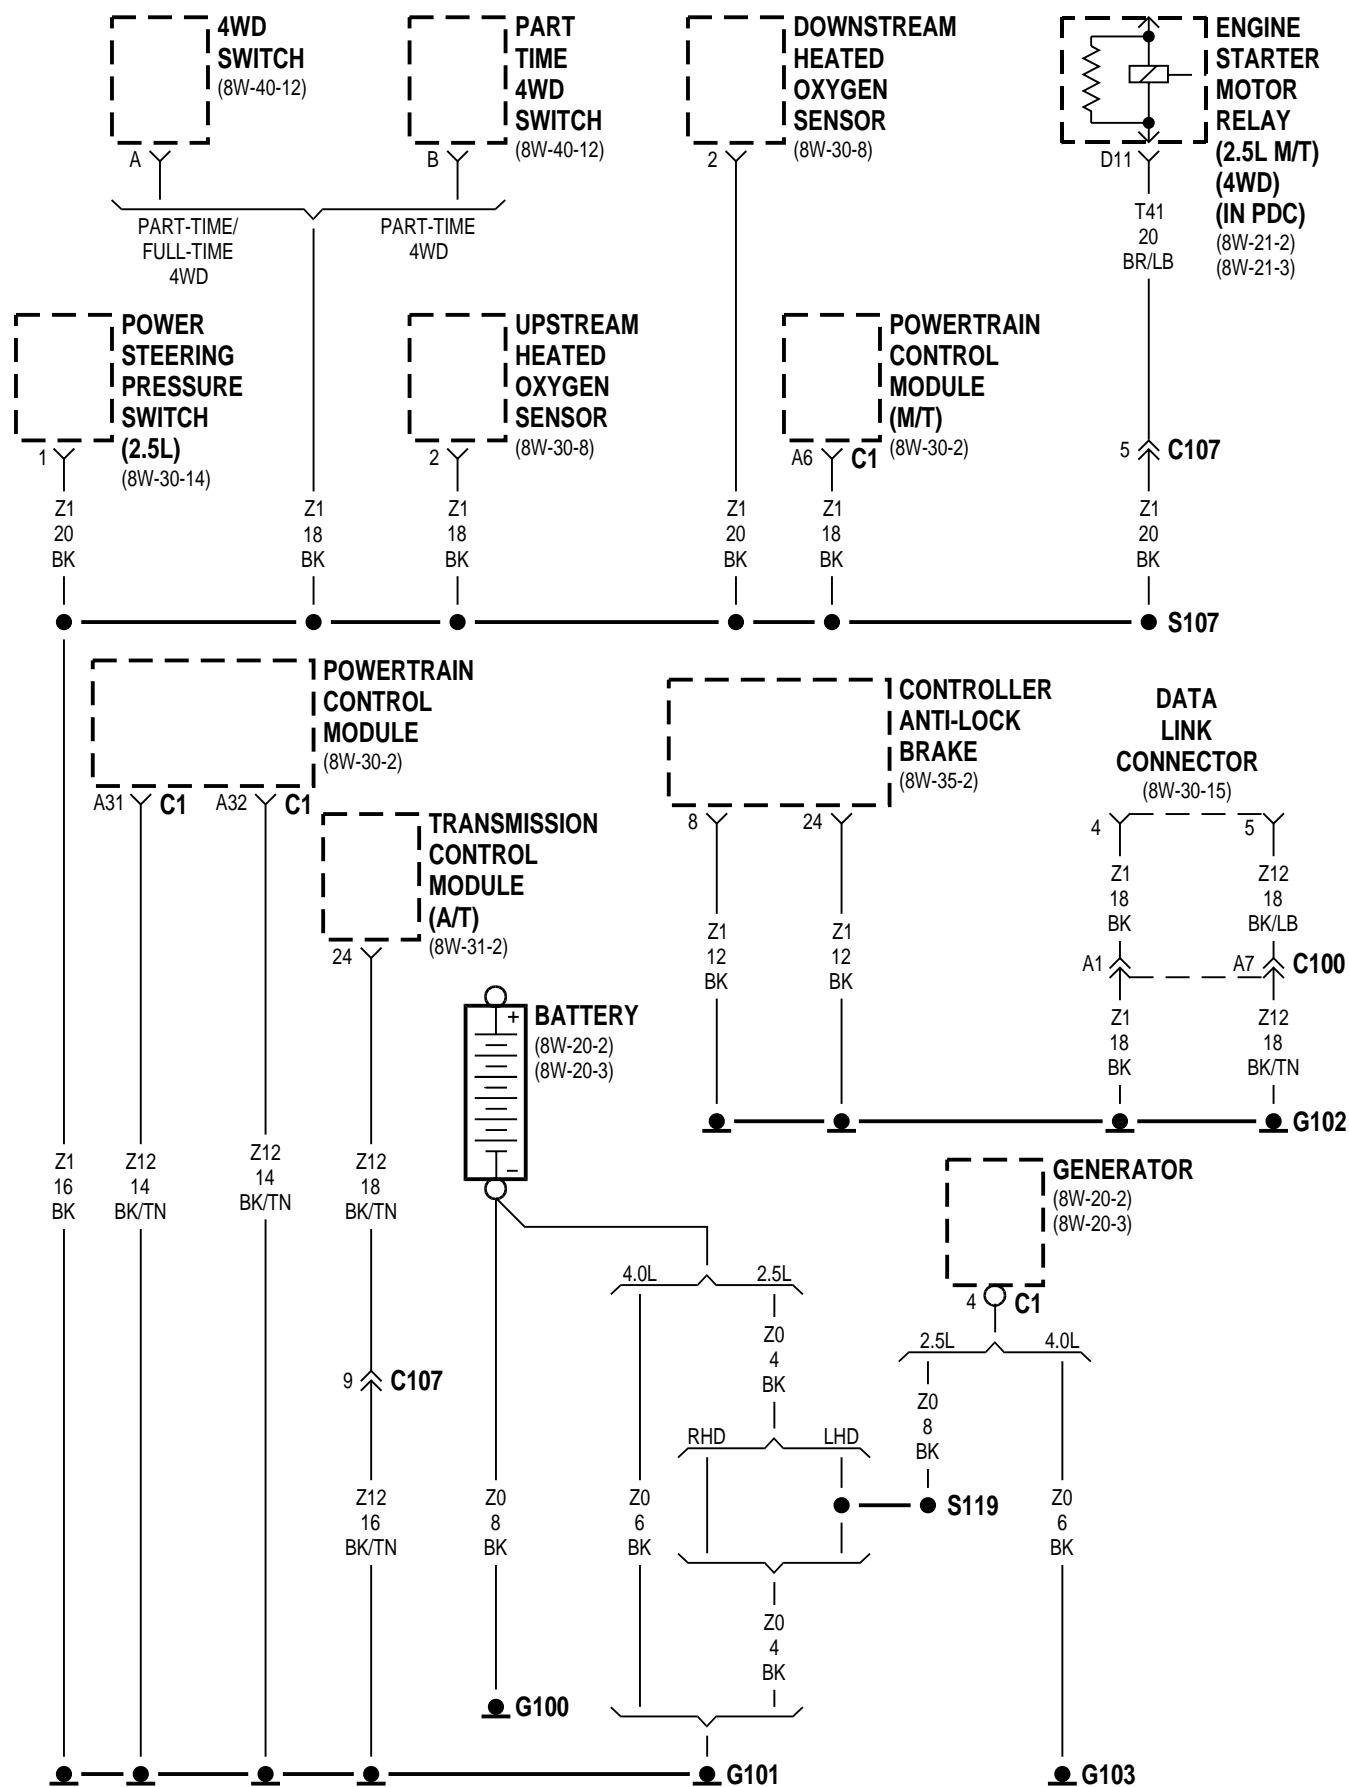 4WD
SWITCH
(8W-40-12)
A
PART-TIME/
FULL-TIME
4WD
PART
TIME
4WD
SWITCH
(8W-40-12)
B
PART-TIME
4WD
DOWNSTREAM
HEATED
OXYGEN
SENSOR
(8W-30-8)
2
ENGINE
STARTER
MOTOR
RELAY
(2.5L M/T)
(4WD)
(IN PDC)
(8W-21-2)
(8W-21-3)
D11
T41
20
BR/LB
POWER
STEERING
PRESSURE
SWITCH
(2.5L)
(8W-30-14)
1
UPSTREAM
HEATED
OXYGEN
SENSOR
(8W-30-8)
2
POWERTRAIN
CONTROL
MODULE
(M/T)
(8W-30-2)
A6
C1
5
C107
Z1
20
BK
Z1
18
BK
Z1
18
BK
Z1
20
BK
Z1
18
BK
Z1
20
BK
S107
POWERTRAIN
CONTROL
MODULE
(8W-30-2)
A31
C1
A32
C1
TRANSMISSION
CONTROL
MODULE
(A/T)
(8W-31-2)
24
CONTROLLER
ANTI-LOCK
BRAKE
(8W-35-2)
8
24
Z1
12
BK
Z1
12
BK
DATA
LINK
CONNECTOR
(8W-30-15)
4
5
Z1
18
BK
Z12
18
BK/LB
A1
A7
C100
Z1
18
BK
Z12
18
BK/TN
G102
BATTERY
(8W-20-2)
(8W-20-3)
+
–
Z1
16
BK
Z12
14
BK/TN
Z12
14
BK/TN
Z12
18
BK/TN
GENERATOR
(8W-20-2)
(8W-20-3)
4
C1
4.0L
2.5L
2.5L
4.0L
Z0
4
BK
9
C107
Z0
8
BK
RHD
LHD
Z12
16
BK/TN
Z0
8
BK
Z0
6
BK
S119
Z0
6
BK
Z0
4
BK
G100
G101
G103